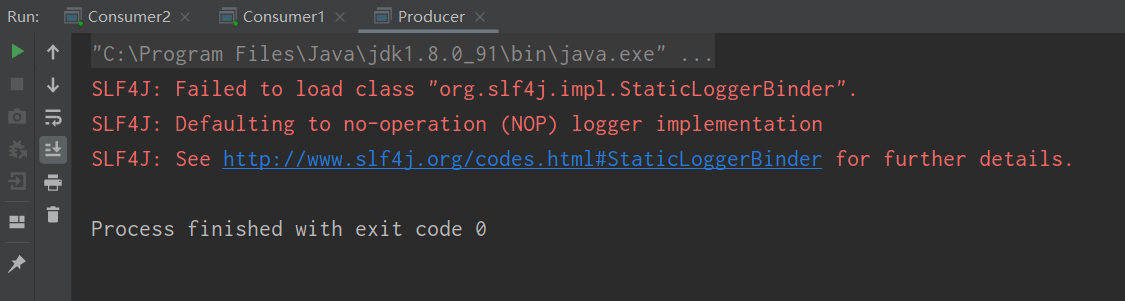 Run: Consumer2 Consumer1 Producer
"C:\Program Files\Java\jdk1.8.0_91\bin\java.exe" ...
SLF4J: Failed to load class "org.slf4j.impl.StaticLoggerBinder".
SLF4J: Defaulting to no-operation (NOP) logger implementation
SLF4J: See http://www.slf4j.org/codes.html#StaticLoggerBinder for further details.
Process finished with exit code 0